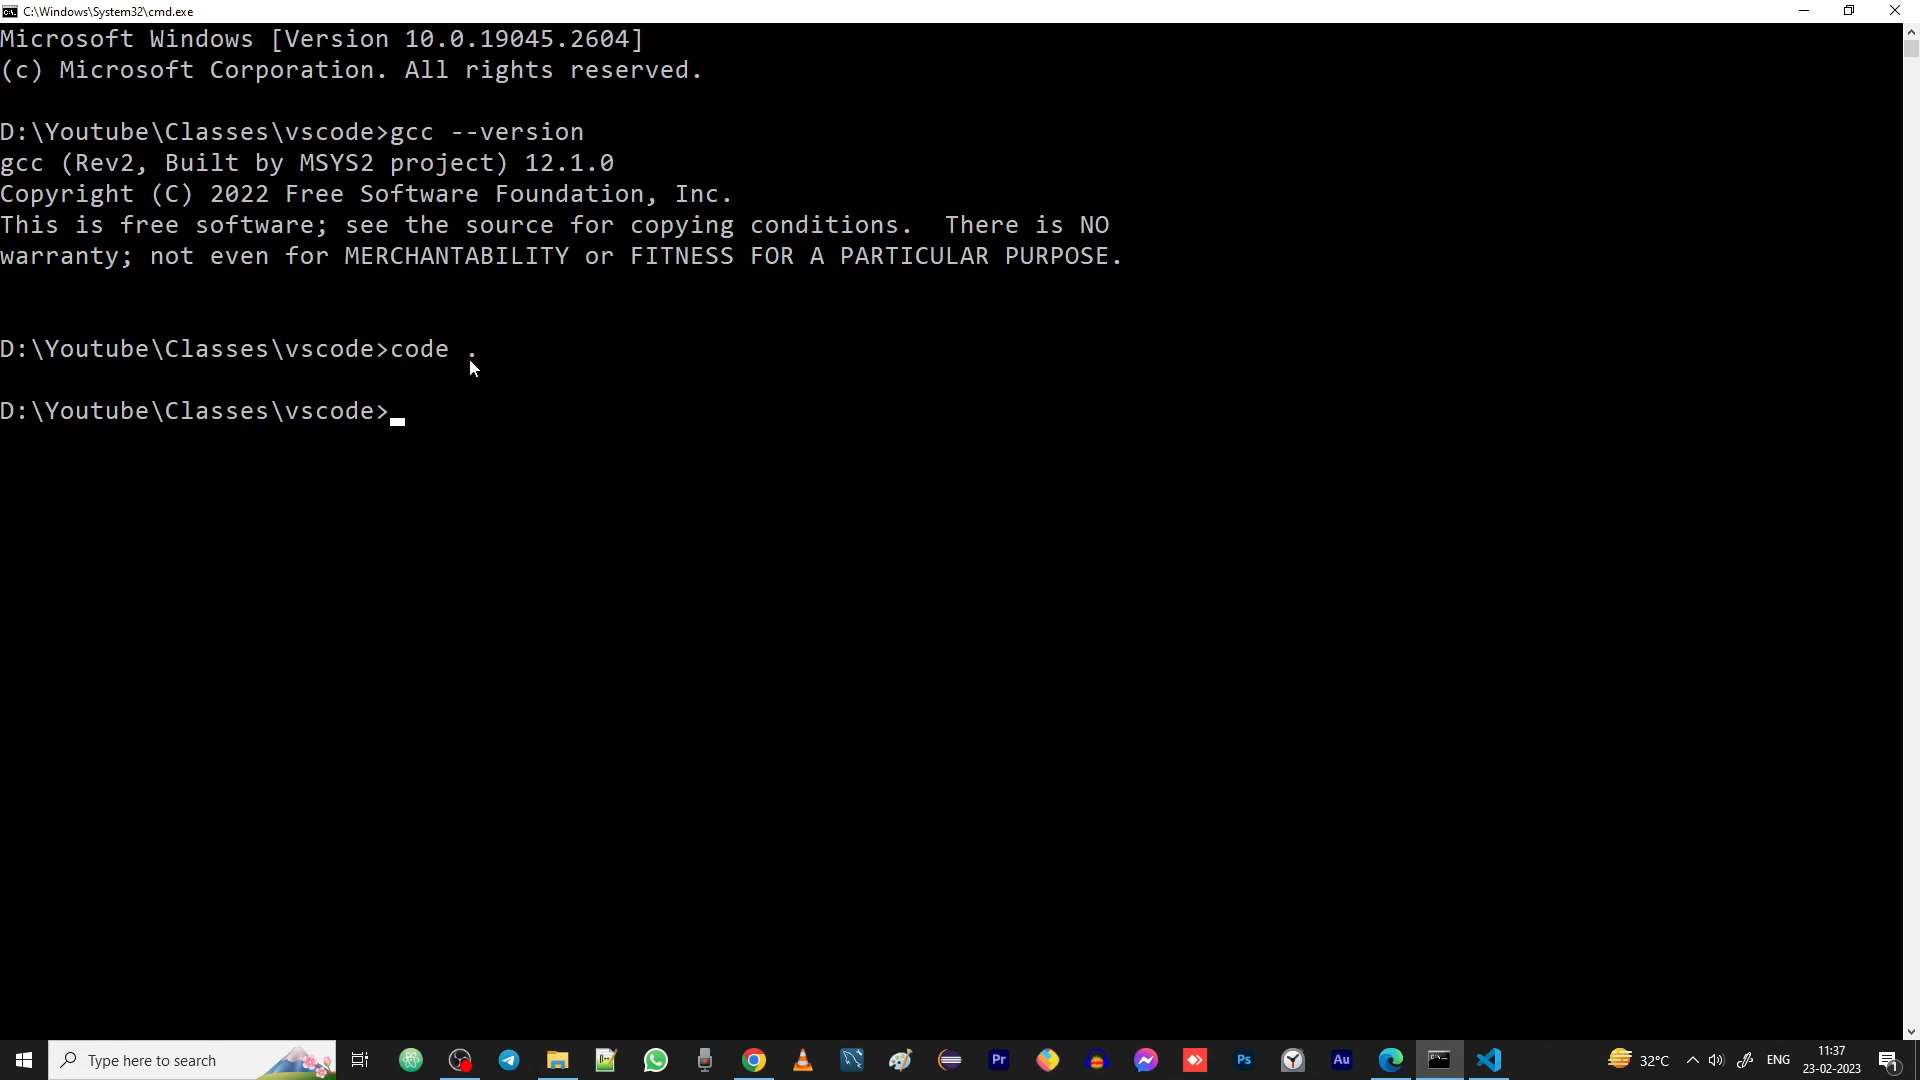 C:\Windows\System32\cmd.exe
Microsoft Windows [Version 10.0.19045.2604]
(c) Microsoft Corporation. All rights reserved.
D:\Youtube\Classes\vscode>gcc --version
gcc (Rev2, Built by MSYS2 project) 12.1.0
Copyright (C) 2022 Free Software Foundation, Inc.
This is free software; see the source for copying conditions.  There is NO
warranty; not even for MERCHANTABILITY or FITNESS FOR A PARTICULAR PURPOSE.
D:\Youtube\Classes\vscode>code .
D:\Youtube\Classes\vscode>
Type here to search
Pr
Ps
Au
32°C
ENG
11:37
23-02-2023
1